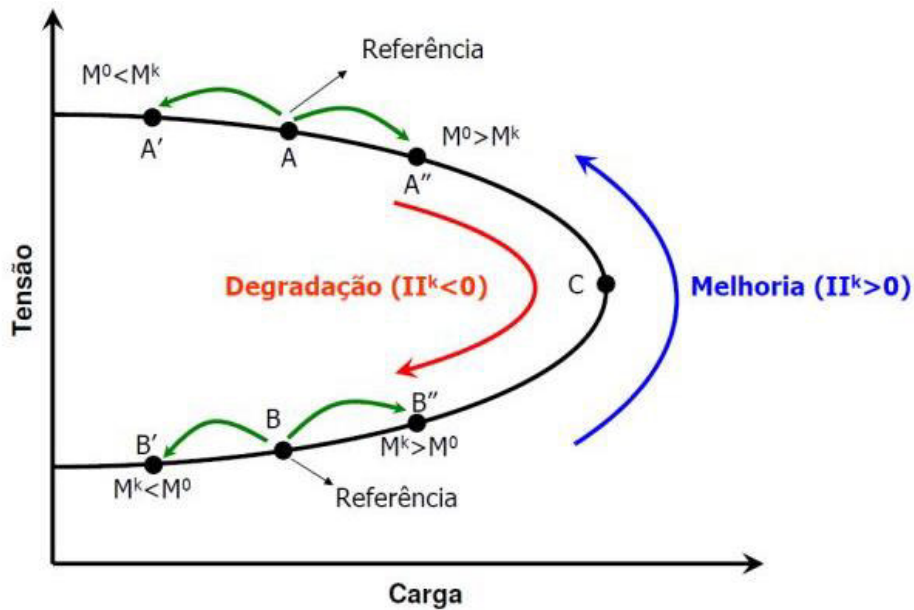 Referência
M⁰<Mᵏ
M⁰>Mᵏ
A′
A
A″
Tensão
Degradação (IIᵏ<0)
C
Melhoria (IIᵏ>0)
B′
B
B″
Mᵏ<M⁰
Mᵏ>M⁰
Referência
Carga